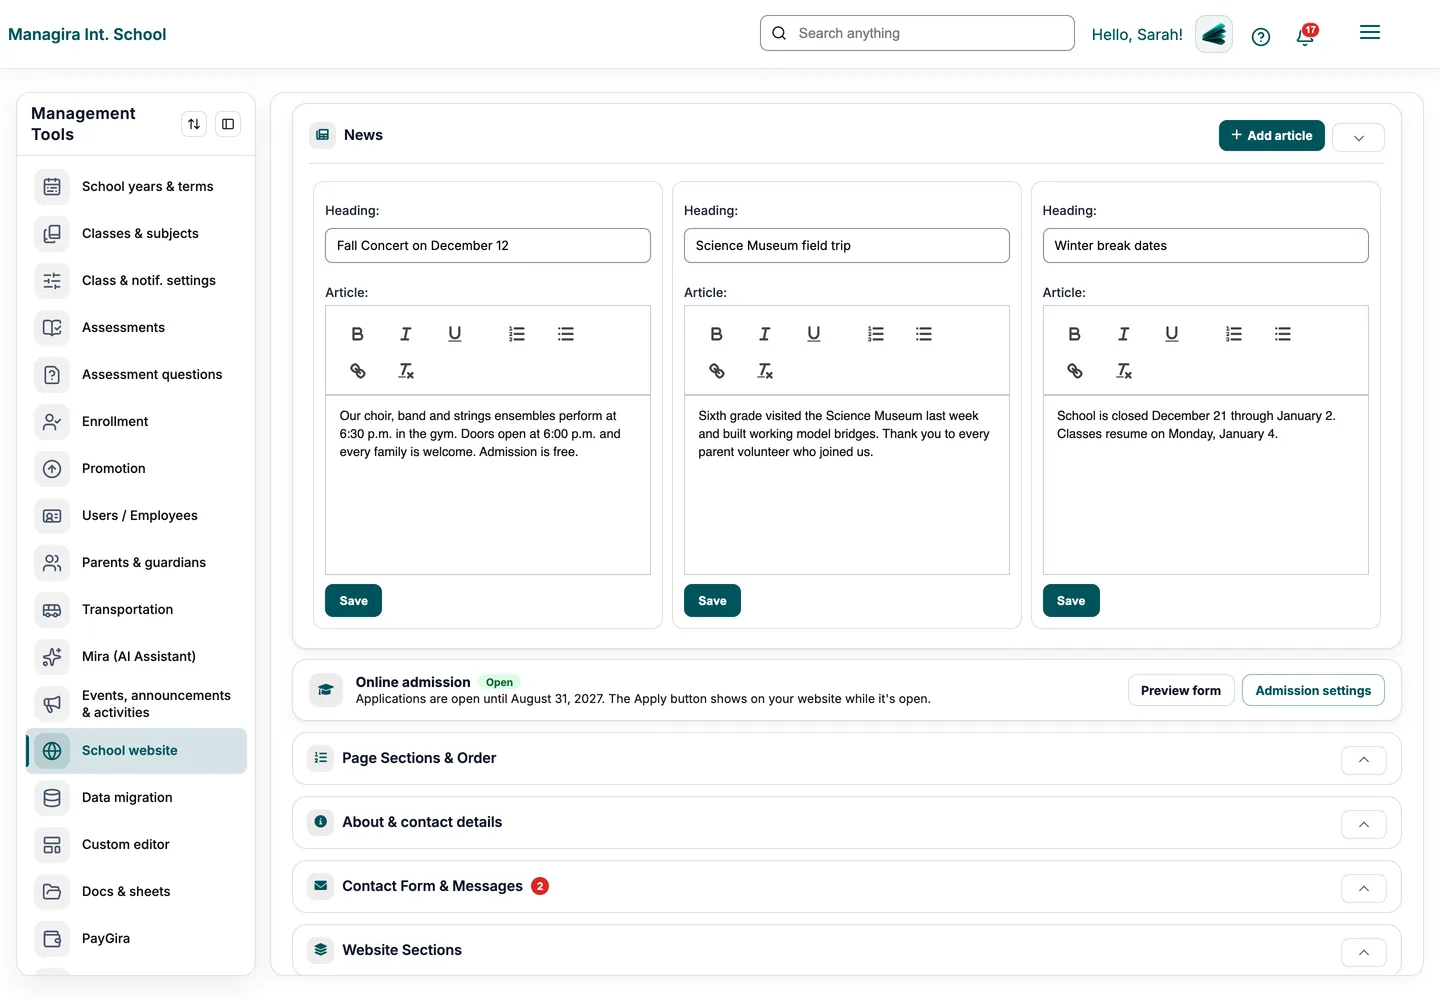 Managira Int. School
Search anything
Hello, Sarah!
17
Management
Tools
School years & terms
Classes & subjects
Class & notif. settings
Assessments
Assessment questions
Enrollment
Promotion
Users / Employees
Parents & guardians
Transportation
Mira (AI Assistant)
Events, announcements
& activities
School website
Data migration
Custom editor
Docs & sheets
PayGira
News
+ Add article
Heading:
Fall Concert on December 12
Article:
Our choir, band and strings ensembles perform at
6:30 p.m. in the gym. Doors open at 6:00 p.m. and
every family is welcome. Admission is free.
Save
Heading:
Science Museum field trip
Article:
Sixth grade visited the Science Museum last week
and built working model bridges. Thank you to every
parent volunteer who joined us.
Save
Heading:
Winter break dates
Article:
School is closed December 21 through January 2.
Classes resume on Monday, January 4.
Save
Online admission Open
Applications are open until August 31, 2027. The Apply button shows on your website while it's open.
Preview form
Admission settings
Page Sections & Order
About & contact details
Contact Form & Messages 2
Website Sections